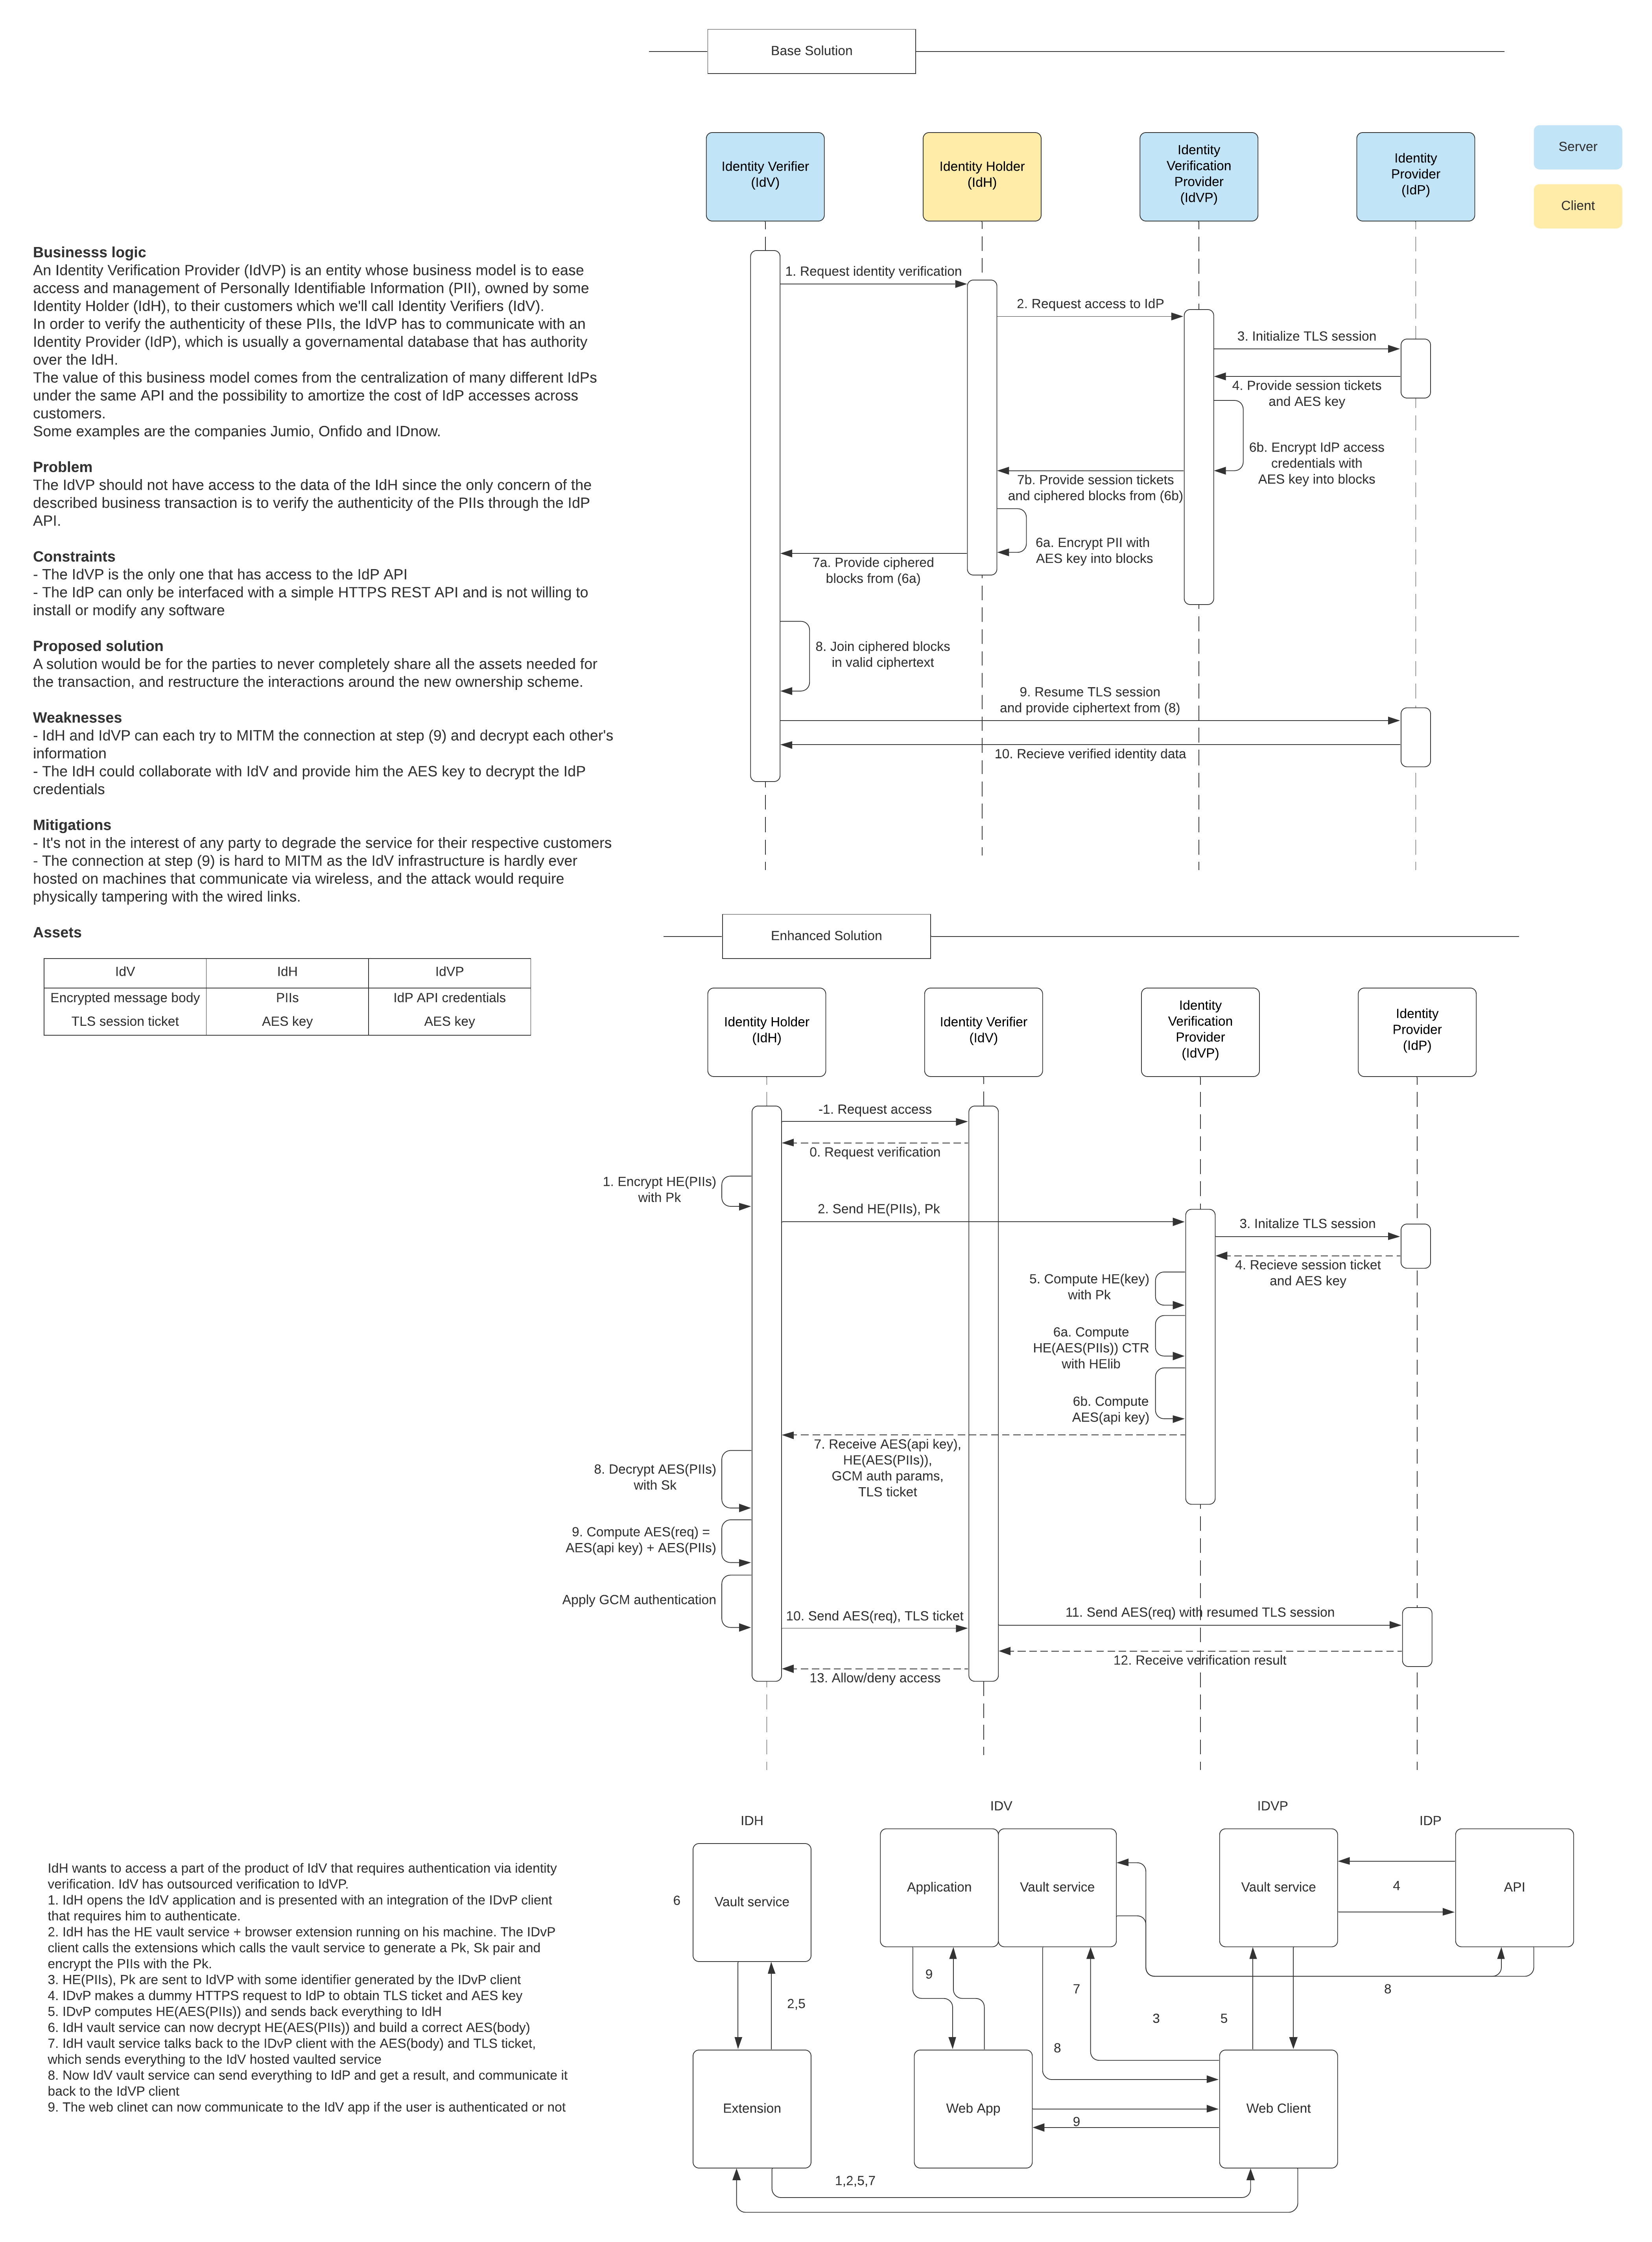 Base Solution
Identity Verifier
(IdV)
Identity Holder
(IdH)
Identity
Verification
Provider
(IdVP)
Identity
Provider
(IdP)
Server
Client
Businesss logic
An Identity Verification Provider (IdVP) is an entity whose business model is to ease
access and management of Personally Identifiable Information (PII), owned by some
Identity Holder (IdH), to their customers which we'll call Identity Verifiers (IdV).
In order to verify the authenticity of these PIIs, the IdVP has to communicate with an
Identity Provider (IdP), which is usually a governamental database that has authority
over the IdH.
The value of this business model comes from the centralization of many different IdPs
under the same API and the possibility to amortize the cost of IdP accesses across
customers.
Some examples are the companies Jumio, Onfido and IDnow.
Problem
The IdVP should not have access to the data of the IdH since the only concern of the
described business transaction is to verify the authenticity of the PIIs through the IdP
API.
Constraints
- The IdVP is the only one that has access to the IdP API
- The IdP can only be interfaced with a simple HTTPS REST API and is not willing to
install or modify any software
Proposed solution
A solution would be for the parties to never completely share all the assets needed for
the transaction, and restructure the interactions around the new ownership scheme.
Weaknesses
- IdH and IdVP can each try to MITM the connection at step (9) and decrypt each other's
information
- The IdH could collaborate with IdV and provide him the AES key to decrypt the IdP
credentials
Mitigations
- It's not in the interest of any party to degrade the service for their respective customers
- The connection at step (9) is hard to MITM as the IdV infrastructure is hardly ever
hosted on machines that communicate via wireless, and the attack would require
physically tampering with the wired links.
Assets
IdV
IdH
IdVP
Encrypted message body
PIIs
IdP API credentials
TLS session ticket
AES key
AES key
1. Request identity verification
2. Request access to IdP
3. Initialize TLS session
4. Provide session tickets
and AES key
6b. Encrypt IdP access
credentials with
AES key into blocks
7b. Provide session tickets
and ciphered blocks from (6b)
6a. Encrypt PII with
AES key into blocks
7a. Provide ciphered
blocks from (6a)
8. Join ciphered blocks
in valid ciphertext
9. Resume TLS session
and provide ciphertext from (8)
10. Recieve verified identity data
Enhanced Solution
Identity Holder
(IdH)
Identity Verifier
(IdV)
Identity
Verification
Provider
(IdVP)
Identity
Provider
(IdP)
-1. Request access
0. Request verification
1. Encrypt HE(PIIs)
with Pk
2. Send HE(PIIs), Pk
3. Initalize TLS session
4. Recieve session ticket
and AES key
5. Compute HE(key)
with Pk
6a. Compute
HE(AES(PIIs)) CTR
with HElib
6b. Compute
AES(api key)
7. Receive AES(api key),
HE(AES(PIIs)),
GCM auth params,
TLS ticket
8. Decrypt AES(PIIs)
with Sk
9. Compute AES(req) =
AES(api key) + AES(PIIs)
Apply GCM authentication
10. Send AES(req), TLS ticket
11. Send AES(req) with resumed TLS session
12. Receive verification result
13. Allow/deny access
IdH wants to access a part of the product of IdV that requires authentication via identity
verification. IdV has outsourced verification to IdVP.
1. IdH opens the IdV application and is presented with an integration of the IDvP client
that requires him to authenticate.
2. IdH has the HE vault service + browser extension running on his machine. The IDvP
client calls the extensions which calls the vault service to generate a Pk, Sk pair and
encrypt the PIIs with the Pk.
3. HE(PIIs), Pk are sent to IdVP with some identifier generated by the IDvP client
4. IDvP makes a dummy HTTPS request to IdP to obtain TLS ticket and AES key
5. IDvP computes HE(AES(PIIs)) and sends back everything to IdH
6. IdH vault service can now decrypt HE(AES(PIIs)) and build a correct AES(body)
7. IdH vault service talks back to the IDvP client with the AES(body) and TLS ticket,
which sends everything to the IdV hosted vaulted service
8. Now IdV vault service can send everything to IdP and get a result, and communicate it
back to the IdVP client
9. The web clinet can now communicate to the IdV app if the user is authenticated or not
IDH
IDV
IDVP
IDP
6
Vault service
Application
Vault service
Vault service
4
API
9
7
8
2,5
3
5
8
Extension
Web App
Web Client
9
1,2,5,7